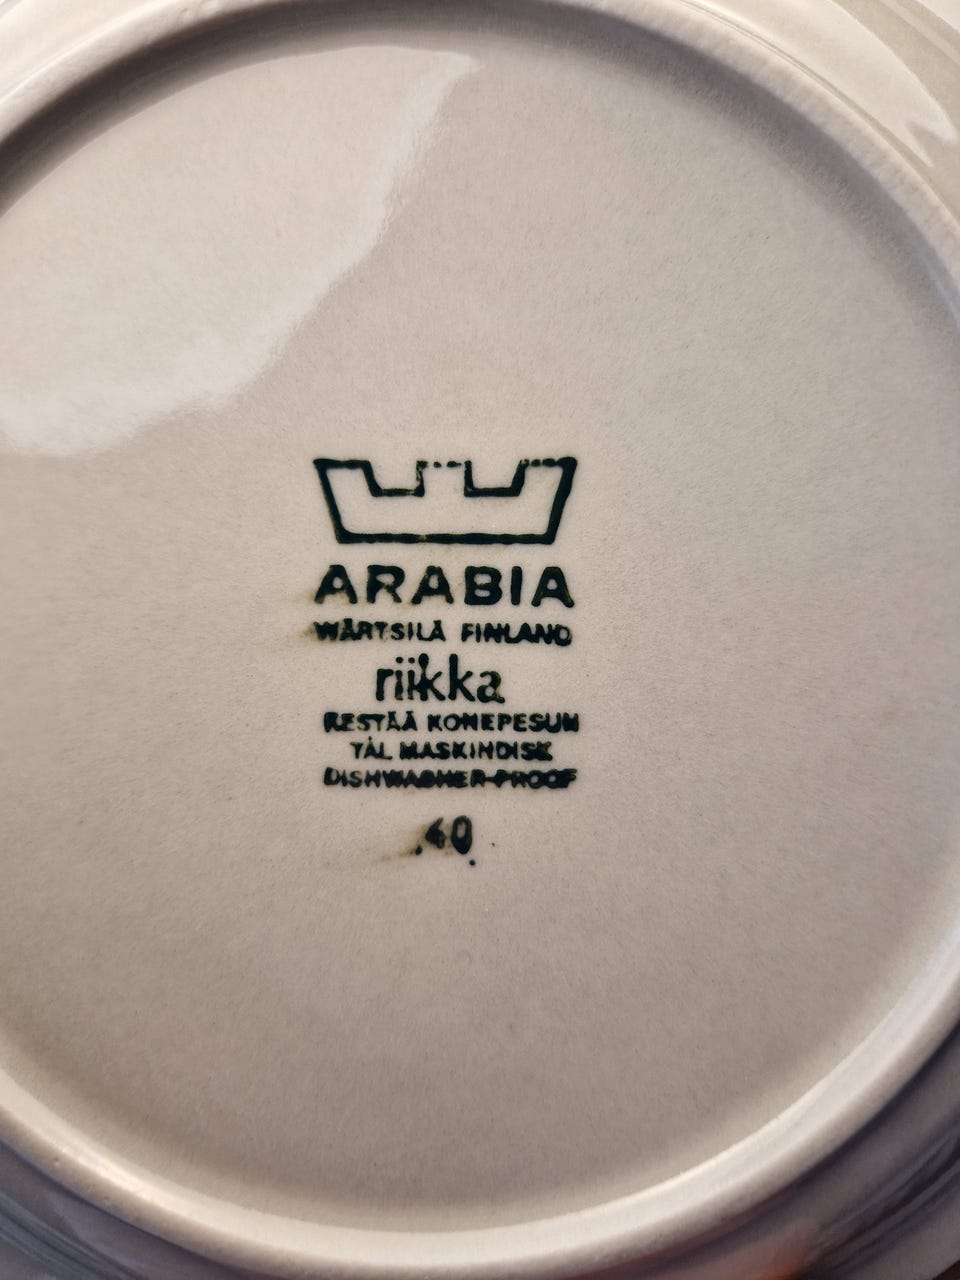 ARABIA
WÄRTSILÄ FINLAND
riikka
KESTÄÄ KONEPESUN
TÅL MASKINDISK
DISHWASHER-PROOF
40